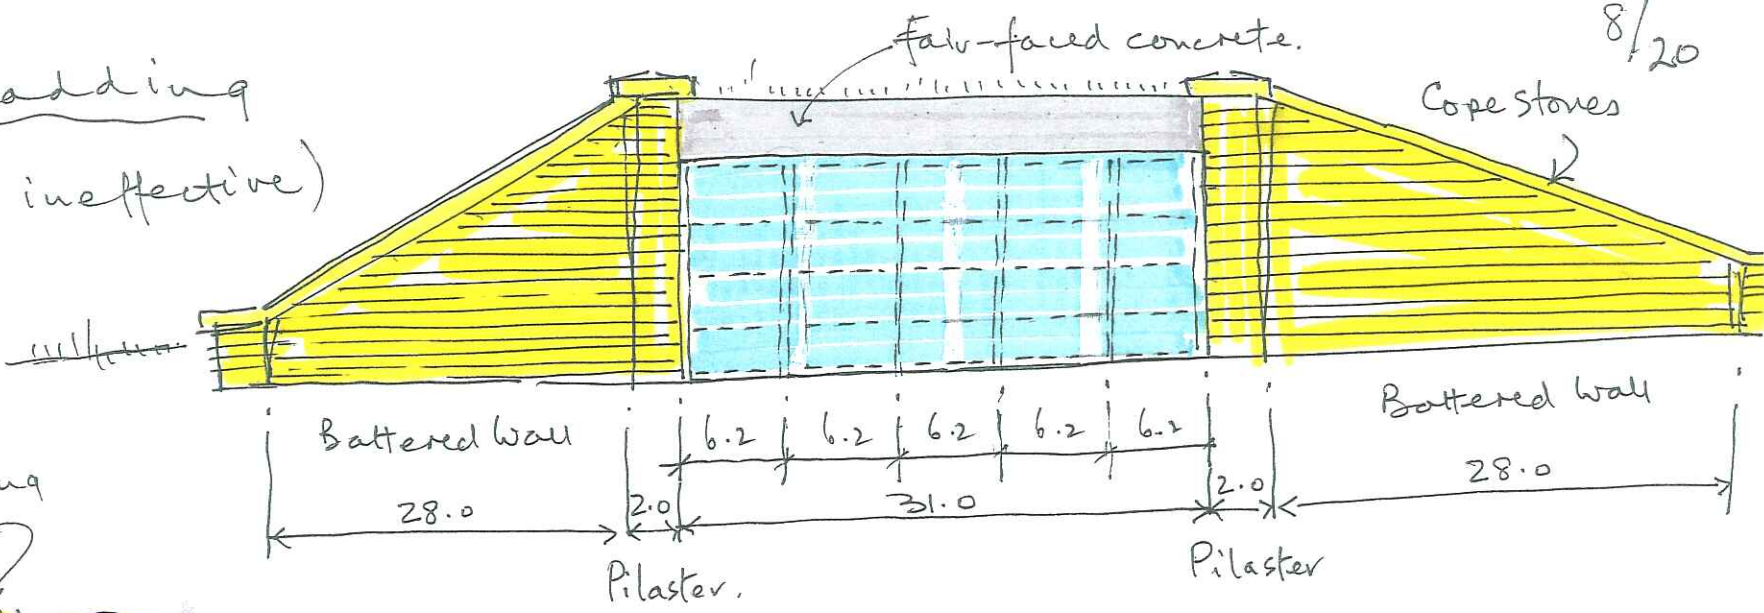 Fair-faced concrete.
8/20
adding
ineffective)
Cope stones
Battered Wall
6.2 6.2 6.2 6.2 6.2
Battered Wall
28.0 2.0 31.0 2.0 28.0
Pilaster.
Pilaster